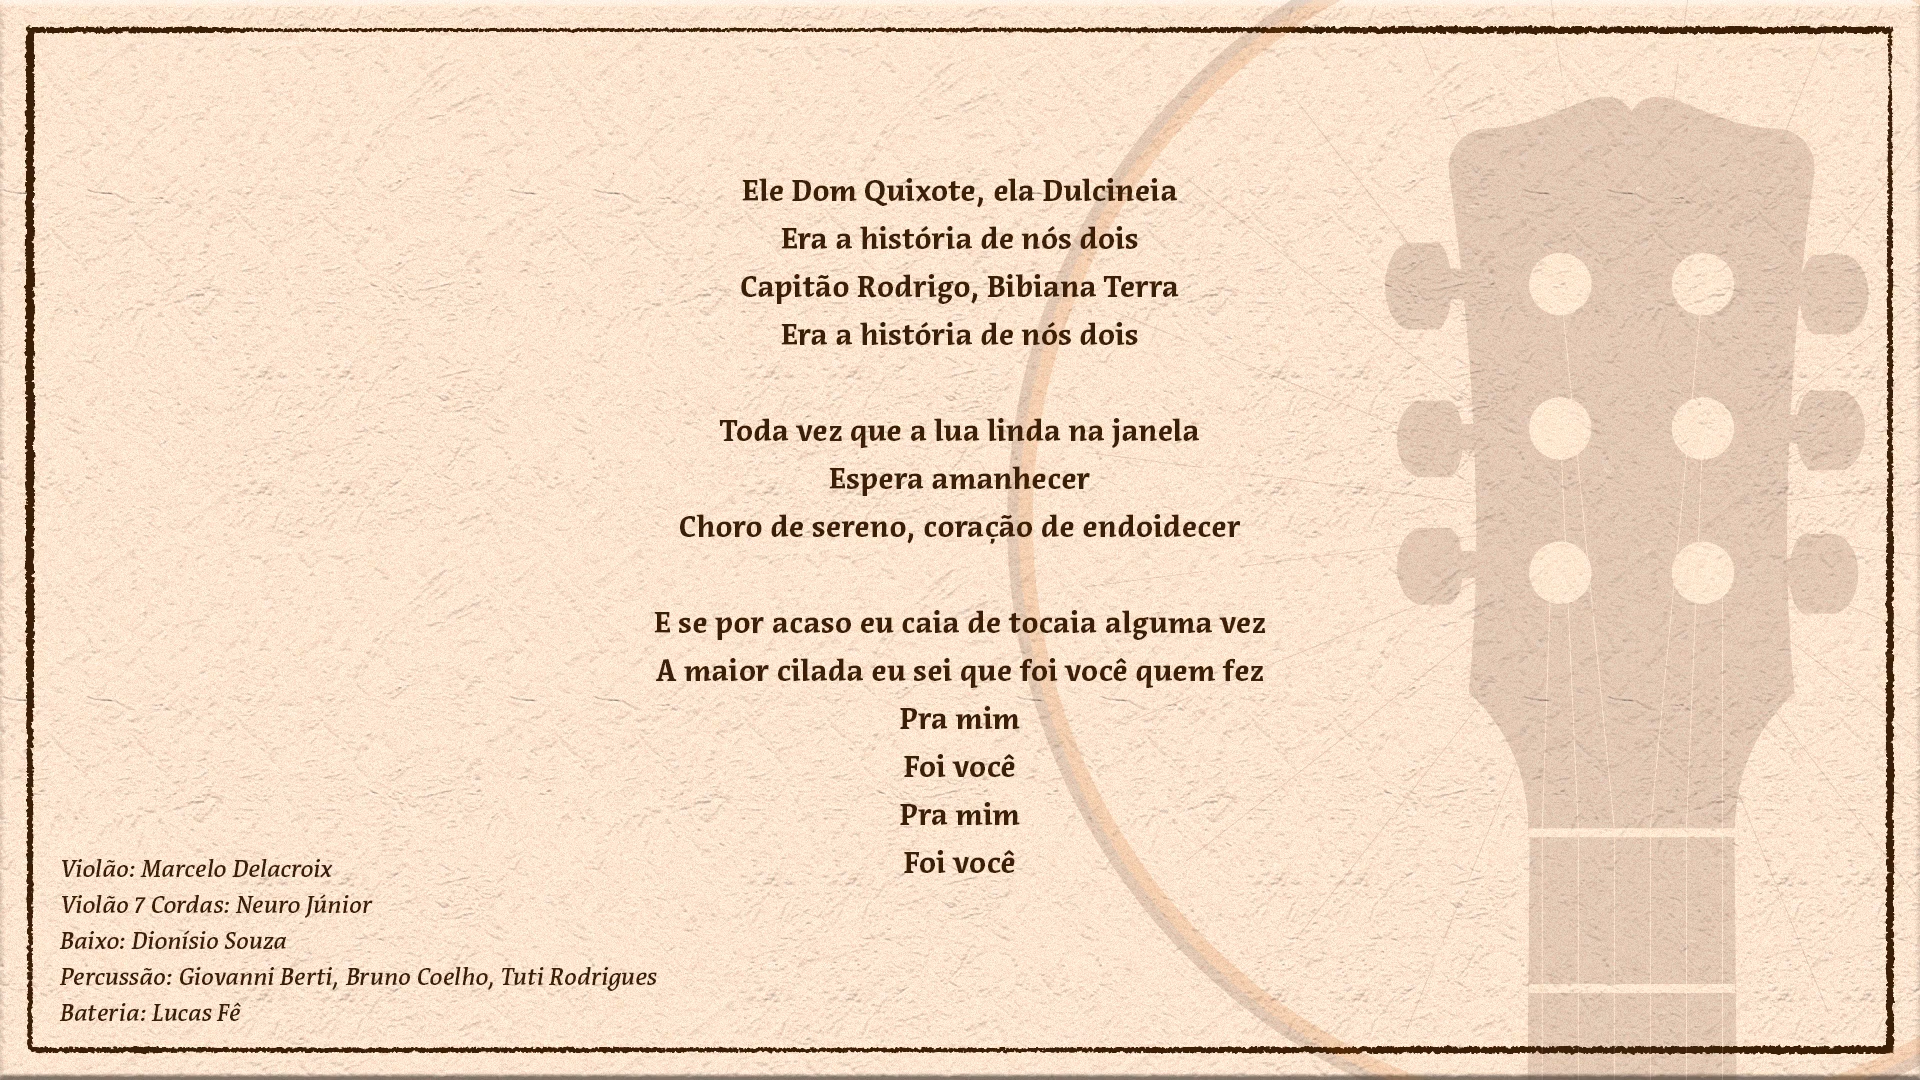 Ele Dom Quixote, ela Dulcineia
Era a história de nós dois
Capitão Rodrigo, Bibiana Terra
Era a história de nós dois
Toda vez que a lua linda na janela
Espera amanhecer
Choro de sereno, coração de endoidecer
E se por acaso eu caia de tocaia alguma vez
A maior cilada eu sei que foi você quem fez
Pra mim
Foi você
Pra mim
Foi você
Violão: Marcelo Delacroix
Violão 7 Cordas: Neuro Júnior
Baixo: Dionísio Souza
Percussão: Giovanni Berti, Bruno Coelho, Tuti Rodrigues
Bateria: Lucas Fê